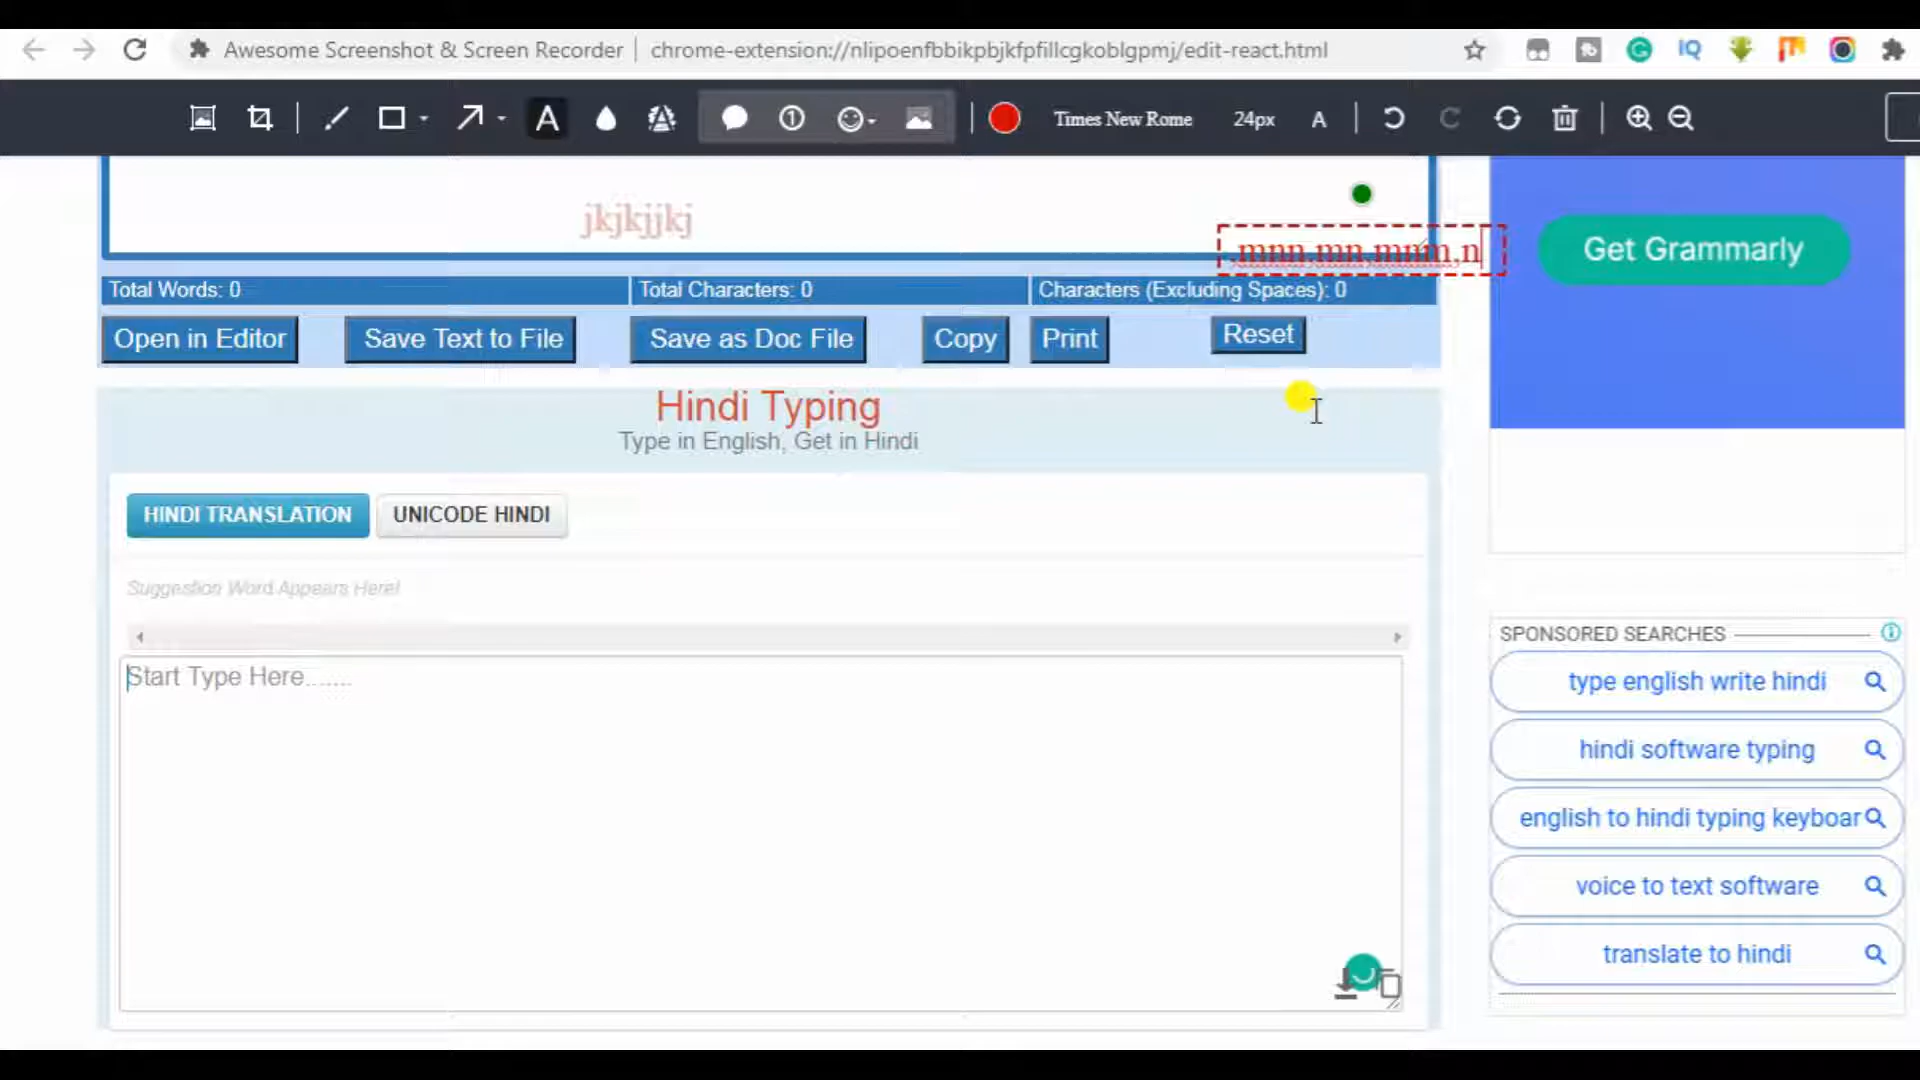 Awesome Screenshot & Screen Recorder | chrome-extension://nlipoenfbbikpbjkfpfillcgkoblgpmj/edit-react.html
Times New Rome 24px A
jkjkjjkj
.mnn.mn,mnm,n
Get Grammarly
Total Words: 0
Total Characters: 0
Characters (Excluding Spaces): 0
Open in Editor
Save Text to File
Save as Doc File
Copy
Print
Reset
Hindi Typing
Type in English, Get in Hindi
HINDI TRANSLATION
UNICODE HINDI
Suggestion Word Appears Here!
Start Type Here.......
SPONSORED SEARCHES
type english write hindi
hindi software typing
english to hindi typing keyboar
voice to text software
translate to hindi